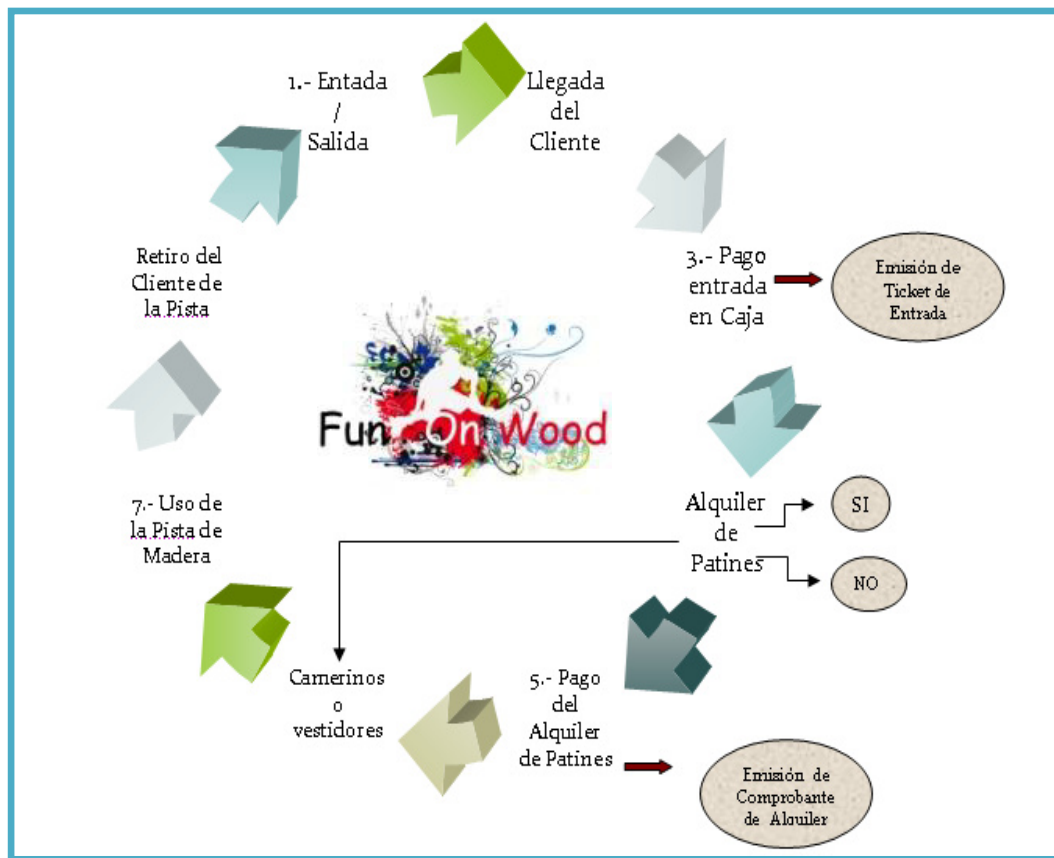 1.- Entada
/
Salida
Llegada
del
Cliente
3.- Pago
entrada
en Caja
Emisión de
Ticket de
Entrada
Alquiler
de
Patines
SI
NO
5.- Pago
del
Alquiler
de Patines
Emisión de
Comprobante
de Alquiler
Camerinos
o
vestidores
7.- Uso de
la Pista de
Madera
Retiro del
Cliente de
la Pista
Fun On Wood